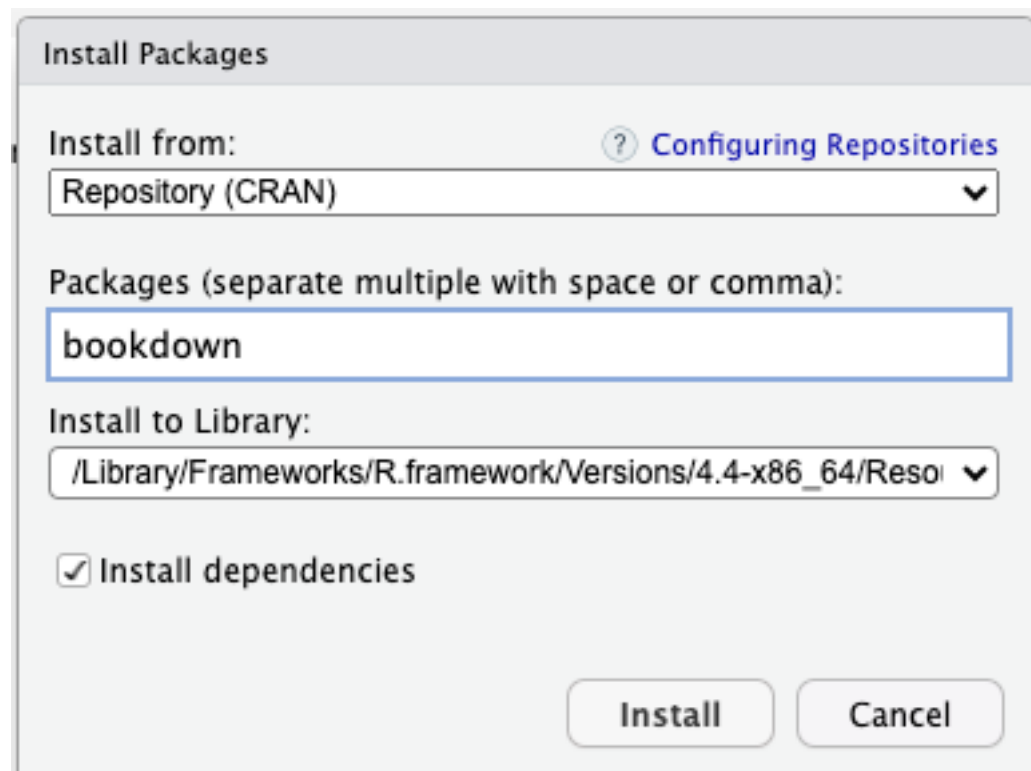 Install Packages
Install from:
? Configuring Repositories
Repository (CRAN)
Packages (separate multiple with space or comma):
bookdown
Install to Library:
/Library/Frameworks/R.framework/Versions/4.4-x86_64/Resou
Install dependencies
Install
Cancel